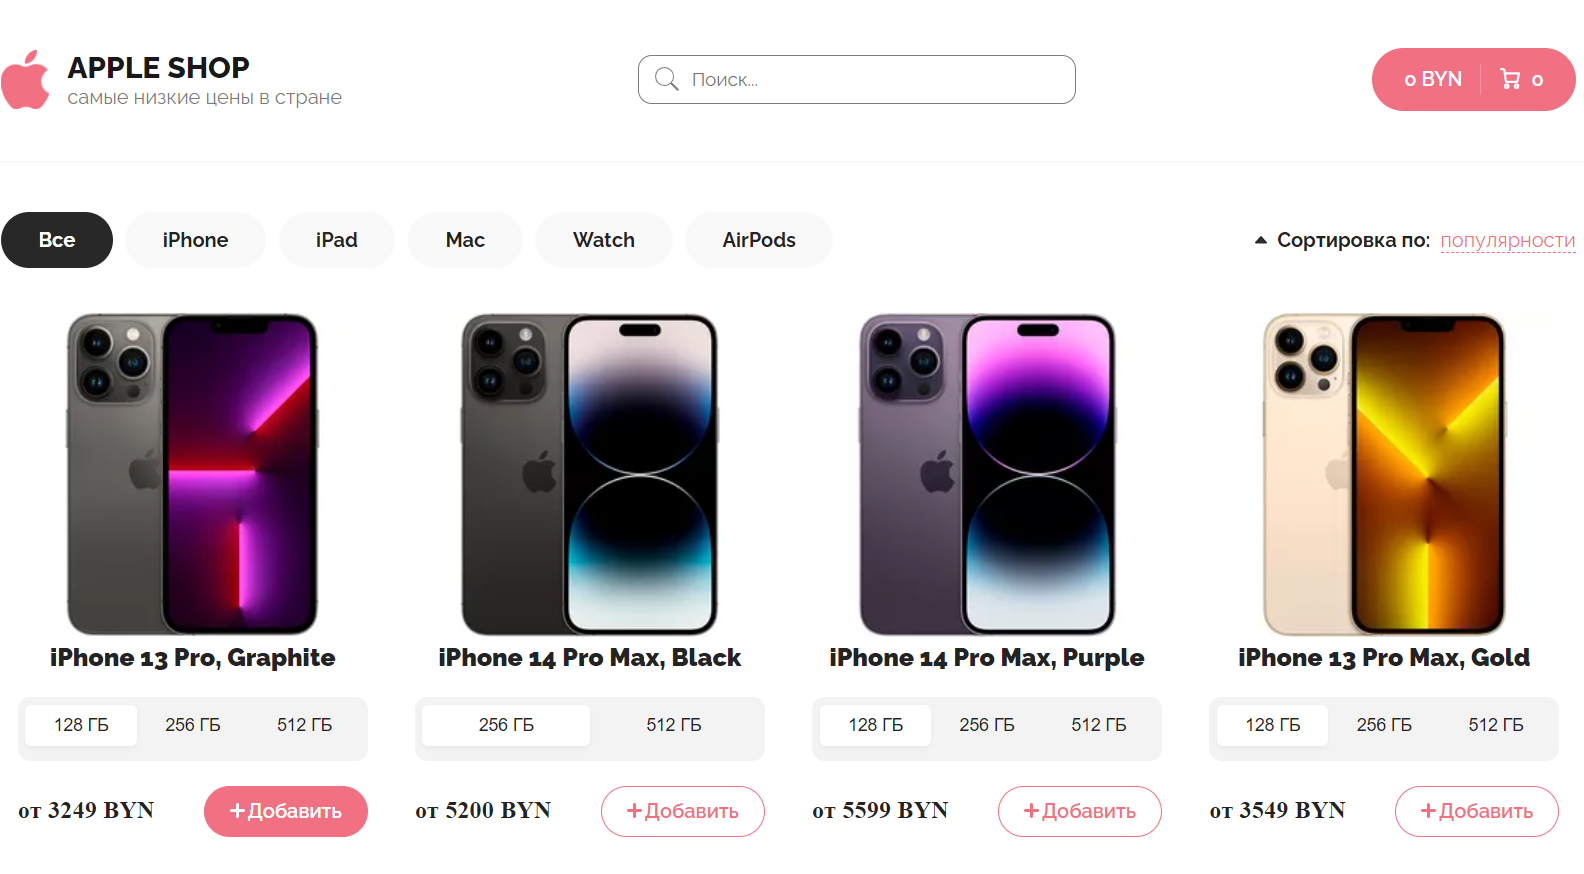 APPLE SHOP
самые низкие цены в стране
Поиск...
0 BYN 0
Все iPhone iPad Mac Watch AirPods
Сортировка по: популярности
iPhone 13 Pro, Graphite
128 ГБ 256 ГБ 512 ГБ
от 3249 BYN +Добавить
iPhone 14 Pro Max, Black
256 ГБ 512 ГБ
от 5200 BYN +Добавить
iPhone 14 Pro Max, Purple
128 ГБ 256 ГБ 512 ГБ
от 5599 BYN +Добавить
iPhone 13 Pro Max, Gold
128 ГБ 256 ГБ 512 ГБ
от 3549 BYN +Добавить